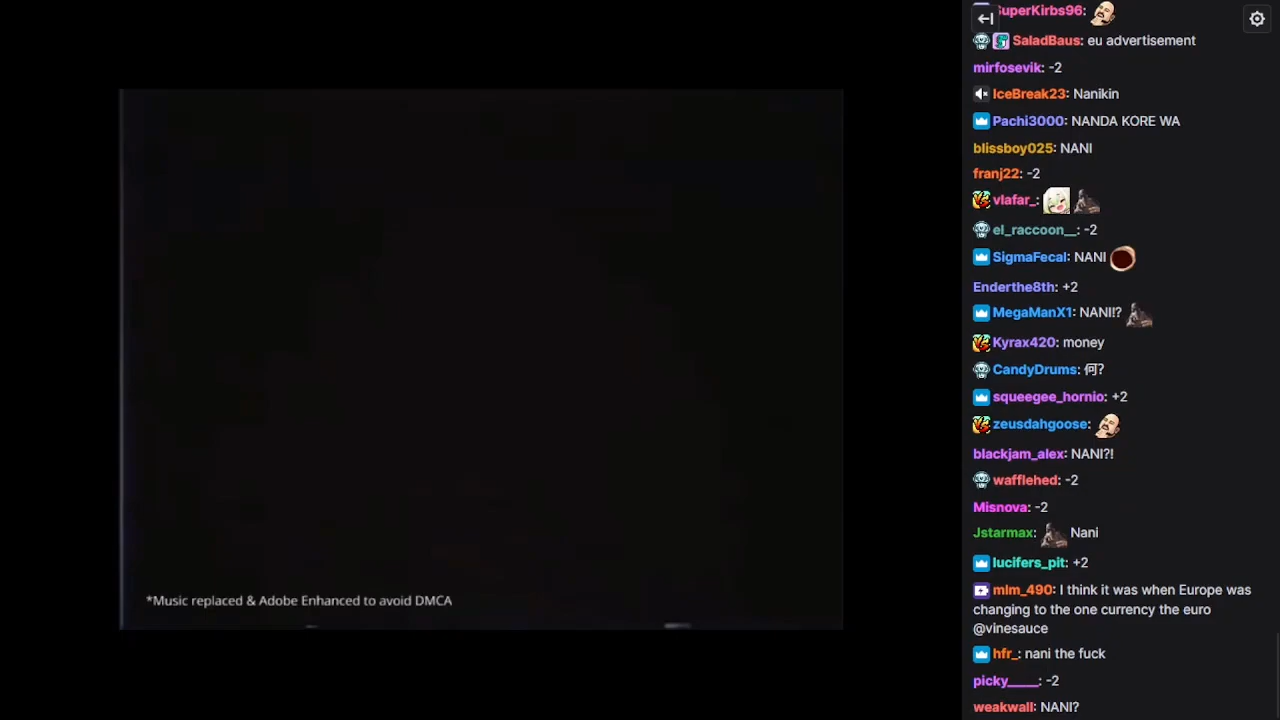 SuperKirbs96:
SaladBaus: eu advertisement
mirfosevik: -2
IceBreak23: Nanikin
Pachi3000: NANDA KORE WA
blissboy025: NANI
franj22: -2
vlafar_:
el_raccoon__: -2
SigmaFecal: NANI
Enderthe8th: +2
MegaManX1: NANI!?
Kyrax420: money
CandyDrums: 何?
squeegee_hornio: +2
zeusdahgoose:
blackjam_alex: NANI?!
wafflehed: -2
Misnova: -2
Jstarmax: Nani
lucifers_pit: +2
mlm_490: I think it was when Europe was
changing to the one currency the euro
@vinesauce
hfr_: nani the fuck
picky_____: -2
weakwall: NANI?
*Music replaced & Adobe Enhanced to avoid DMCA